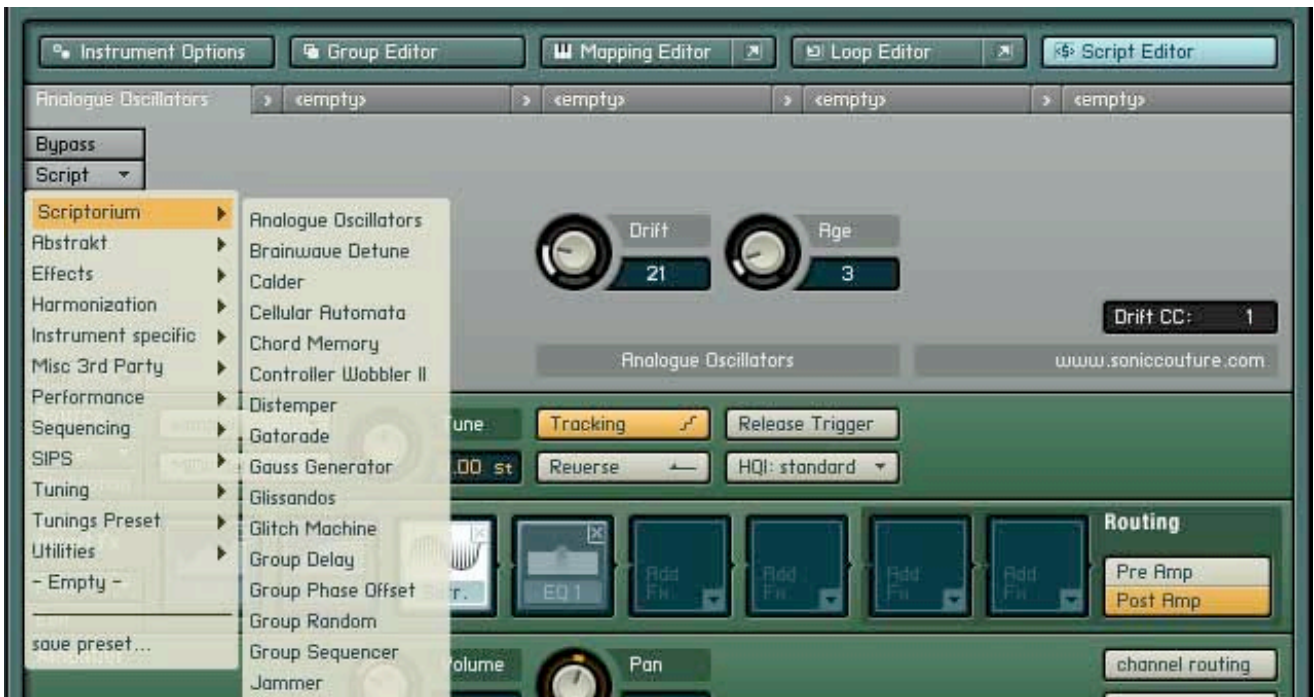 Instrument Options Group Editor Mapping Editor Loop Editor Script Editor
Analogue Oscillators <empty> <empty> <empty> <empty>
Bypass
Script
Scriptorium
Abstrakt
Effects
Harmonization
Instrument specific
Misc 3rd Party
Performance
Sequencing
SIPS
Tuning
Tunings Preset
Utilities
- Empty -
save preset...
Analogue Oscillators
Brainwave Detune
Calder
Cellular Automata
Chord Memory
Controller Wobbler II
Distemper
Gatorade
Gauss Generator
Glissandos
Glitch Machine
Group Delay
Group Phase Offset
Group Random
Group Sequencer
Jammer
Drift Age
21 3
Drift CC: 1
Analogue Oscillators www.soniccouture.com
Tune Tracking Release Trigger
.00 st Reverse HQI: standard
Routing
Pre Amp
Post Amp
EQ 1
Add Fx Add Fx Add Fx Add Fx
Volume Pan channel routing